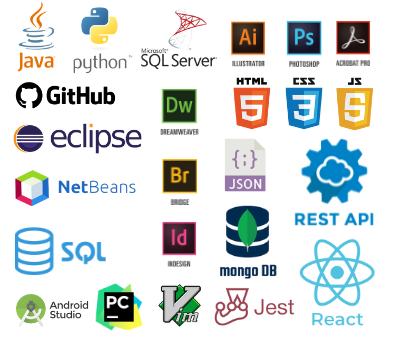 Java
python™
Microsoft®
SQL Server®
Ai
ILLUSTRATOR
Ps
PHOTOSHOP
ACROBAT PRO
GitHub
Dw
DREAMWEAVER
HTML
5
CSS
3
JS
5
eclipse
{;}
JSON
NetBeans
Br
BRIDGE
REST API
SQL
Id
INDESIGN
mongo DB
React
Android
Studio
PC
Vim
Jest